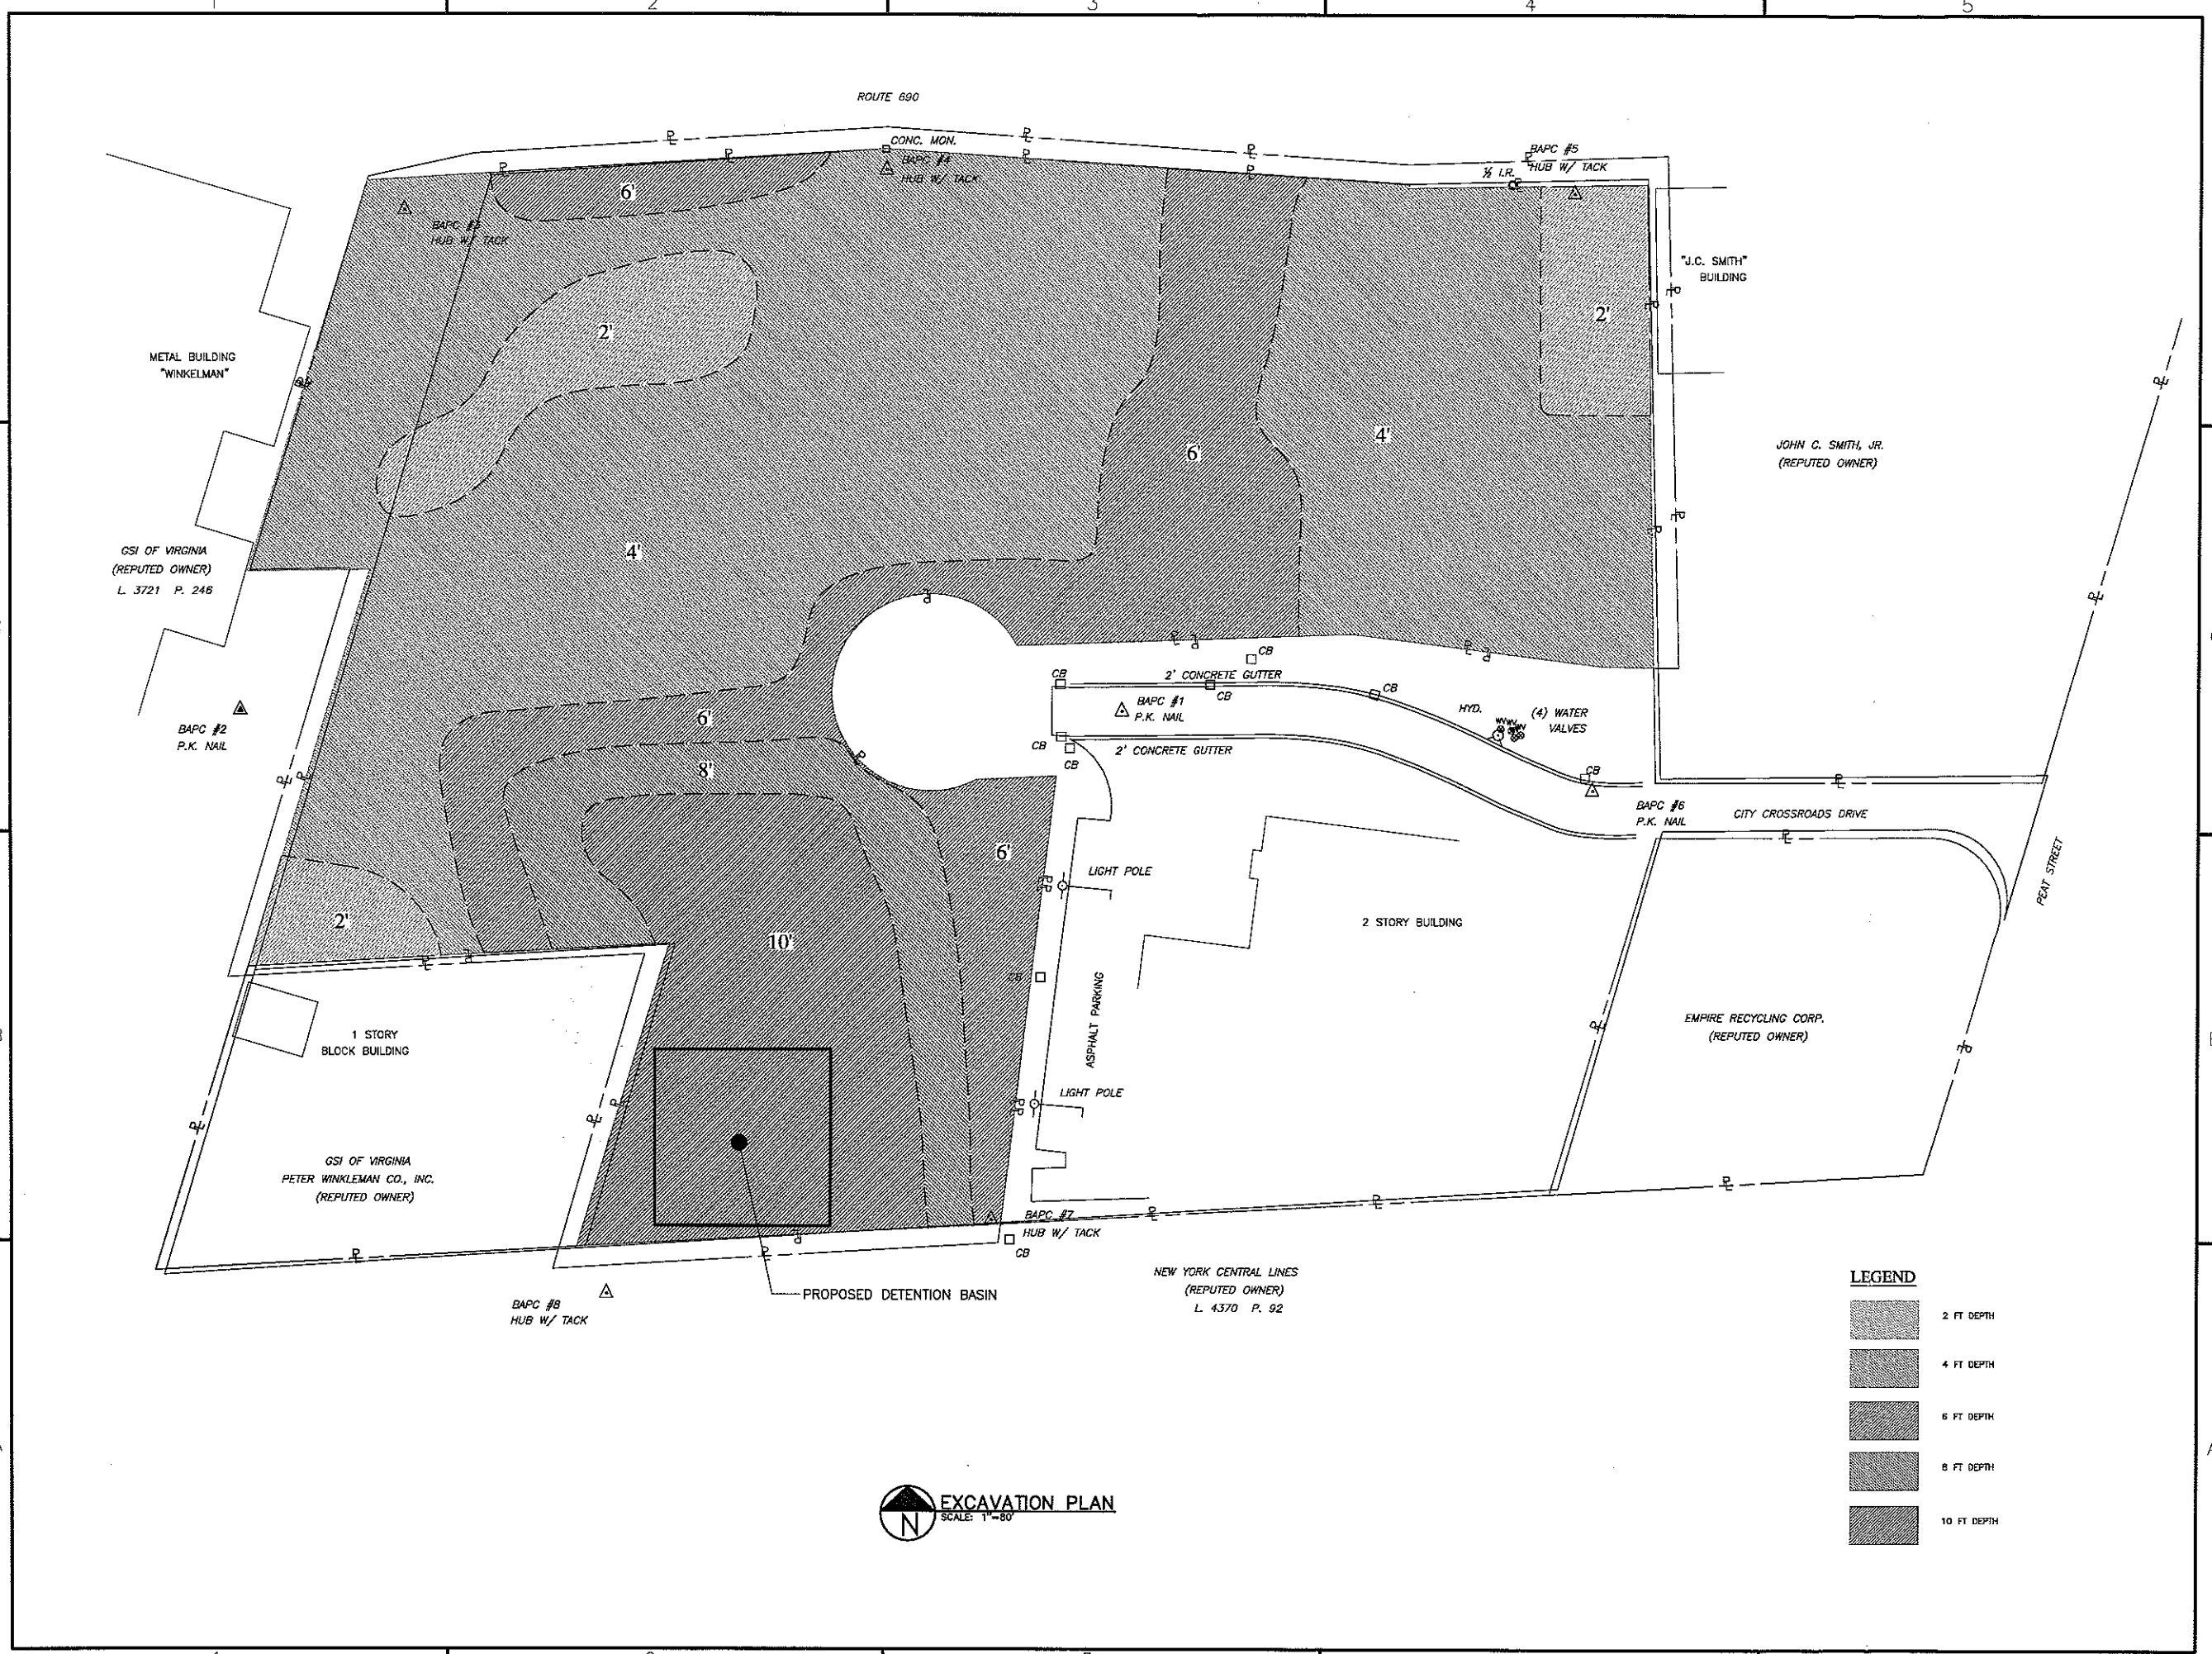 1
2
3
4
5
ROUTE 690
CONC. MON.
BAPC #4
HUB W/ TACK
BAPC #5
HUB W/ TACK
½ I.R.
6'
BAPC #3
HUB W/ TACK
"J.C. SMITH"
BUILDING
2'
2'
METAL BUILDING
"WINKELMAN"
4'
6'
JOHN C. SMITH, JR.
(REPUTED OWNER)
4'
GSI OF VIRGINIA
(REPUTED OWNER)
L. 3721 P. 246
CB
CB
2' CONCRETE GUTTER
CB
CB
BAPC #1
P.K. NAIL
HYD.
(4) WATER
VALVES
BAPC #2
P.K. NAIL
6'
CB
2' CONCRETE GUTTER
CB
8'
CB
BAPC #6
P.K. NAIL
CITY CROSSROADS DRIVE
6'
LIGHT POLE
PEAT STREET
2'
2 STORY BUILDING
10'
CB
ASPHALT PARKING
1 STORY
BLOCK BUILDING
EMPIRE RECYCLING CORP.
(REPUTED OWNER)
LIGHT POLE
GSI OF VIRGINIA
PETER WINKLEMAN CO., INC.
(REPUTED OWNER)
BAPC #7
HUB W/ TACK
CB
NEW YORK CENTRAL LINES
(REPUTED OWNER)
L. 4370 P. 92
PROPOSED DETENTION BASIN
BAPC #8
HUB W/ TACK
LEGEND
2 FT DEPTH
4 FT DEPTH
6 FT DEPTH
8 FT DEPTH
10 FT DEPTH
N
EXCAVATION PLAN
SCALE: 1"=80'